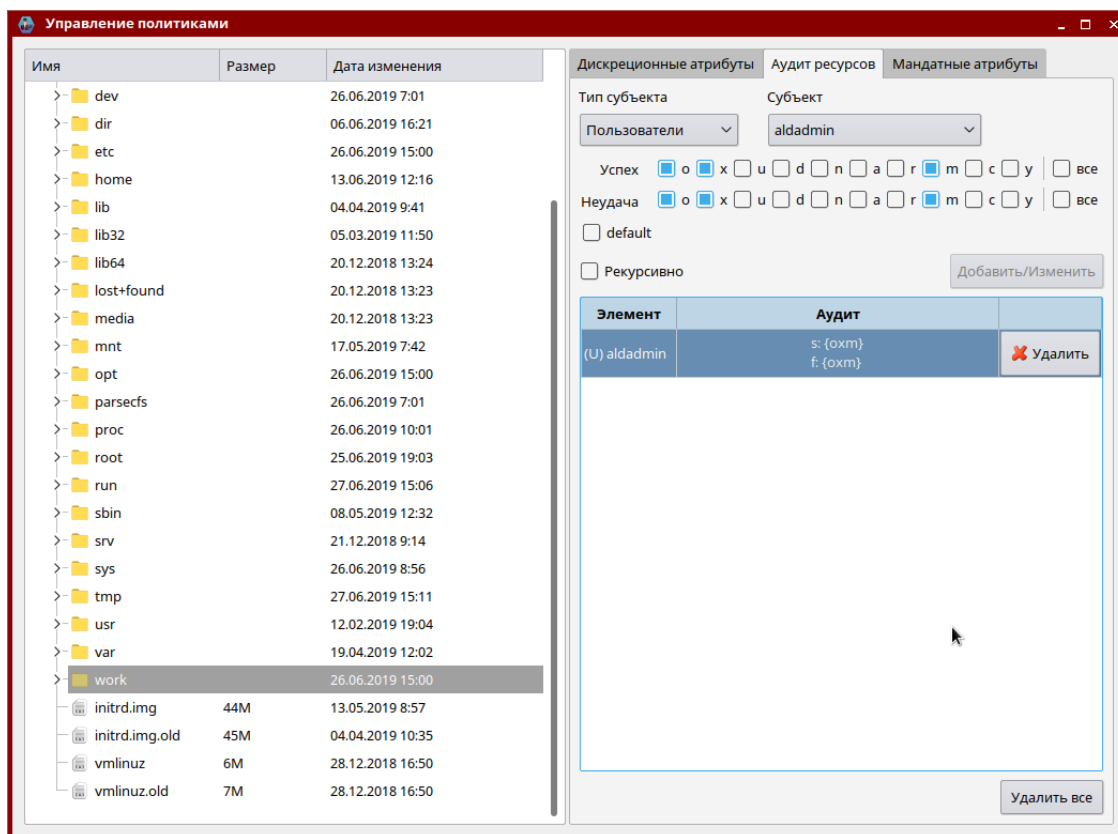 Управление политиками
Имя Размер Дата изменения
dev 26.06.2019 7:01
dir 06.06.2019 16:21
etc 26.06.2019 15:00
home 13.06.2019 12:16
lib 04.04.2019 9:41
lib32 05.03.2019 11:50
lib64 20.12.2018 13:24
lost+found 20.12.2018 13:23
media 20.12.2018 13:23
mnt 17.05.2019 7:42
opt 26.06.2019 15:00
parsecfs 26.06.2019 7:01
proc 26.06.2019 10:01
root 25.06.2019 19:03
run 27.06.2019 15:06
sbin 08.05.2019 12:32
srv 21.12.2018 9:14
sys 26.06.2019 8:56
tmp 27.06.2019 15:11
usr 12.02.2019 19:04
var 19.04.2019 12:02
work 26.06.2019 15:00
initrd.img 44M 13.05.2019 8:57
initrd.img.old 45M 04.04.2019 10:35
vmlinuz 6M 28.12.2018 16:50
vmlinuz.old 7M 28.12.2018 16:50
Дискреционные атрибуты Аудит ресурсов Мандатные атрибуты
Тип субъекта Субъект
Пользователи aldadmin
Успех o x u d n a r m c y все
Неудача o x u d n a r m c y все
default
Рекурсивно Добавить/Изменить
Элемент Аудит
(U) aldadmin s: {oxm} Удалить
f: {oxm}
Удалить все